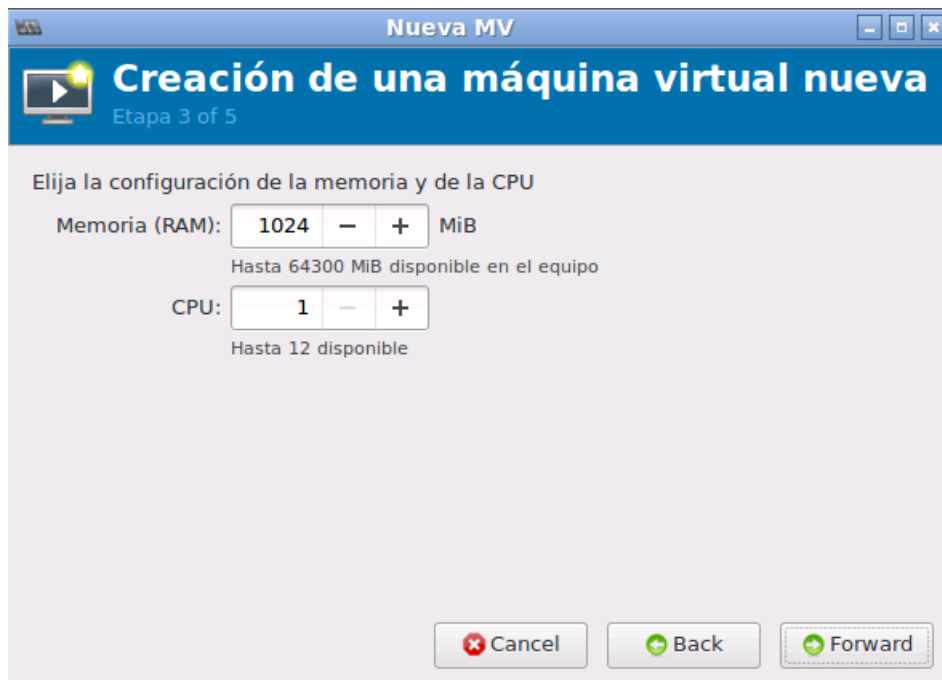 Nueva MV
Creación de una máquina virtual nueva
Etapa 3 of 5
Elija la configuración de la memoria y de la CPU
Memoria (RAM): 1024 − + MiB
Hasta 64300 MiB disponible en el equipo
CPU: 1 − +
Hasta 12 disponible
Cancel Back Forward